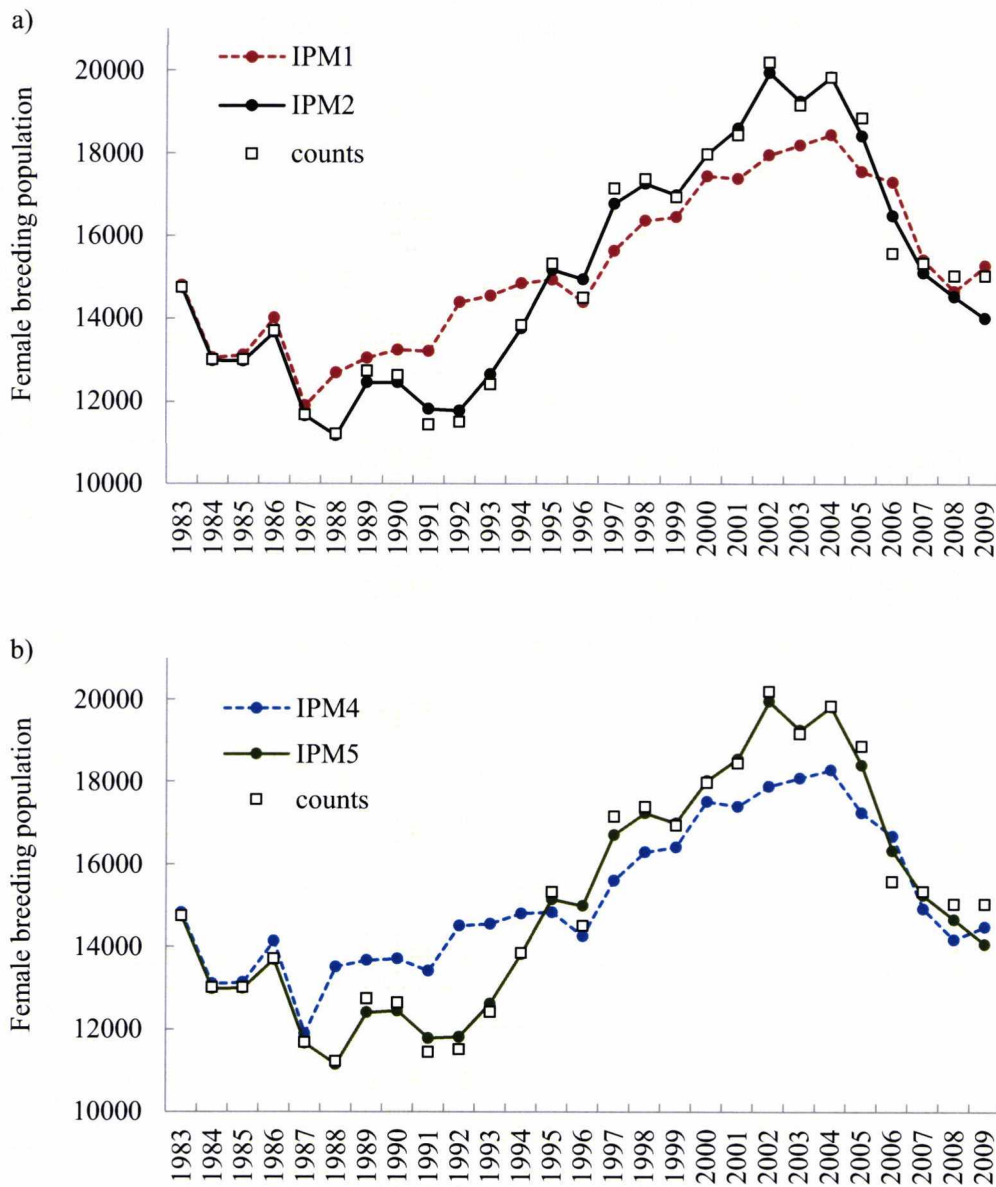 a)
Female breeding population
20000
18000
16000
14000
12000
10000
IPM1
IPM2
counts
1983 1984 1985 1986 1987 1988 1989 1990 1991 1992 1993 1994 1995 1996 1997 1998 1999 2000 2001 2002 2003 2004 2005 2006 2007 2008 2009
b)
Female breeding population
20000
18000
16000
14000
12000
10000
IPM4
IPM5
counts
1983 1984 1985 1986 1987 1988 1989 1990 1991 1992 1993 1994 1995 1996 1997 1998 1999 2000 2001 2002 2003 2004 2005 2006 2007 2008 2009